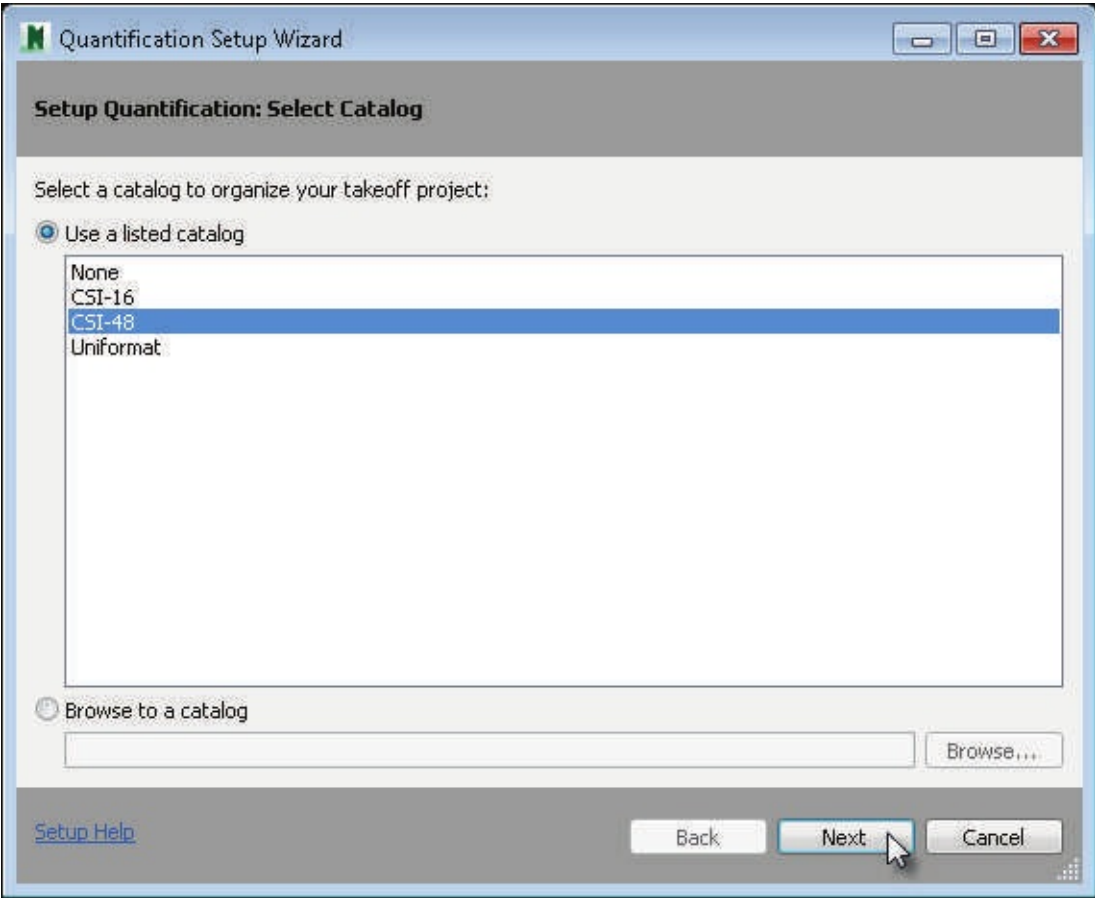 Quantification Setup Wizard
Setup Quantification: Select Catalog
Select a catalog to organize your takeoff project:
Use a listed catalog
None
CSI-16
CSI-48
Uniformat
Browse to a catalog
Browse...
Setup Help
Back
Next
Cancel